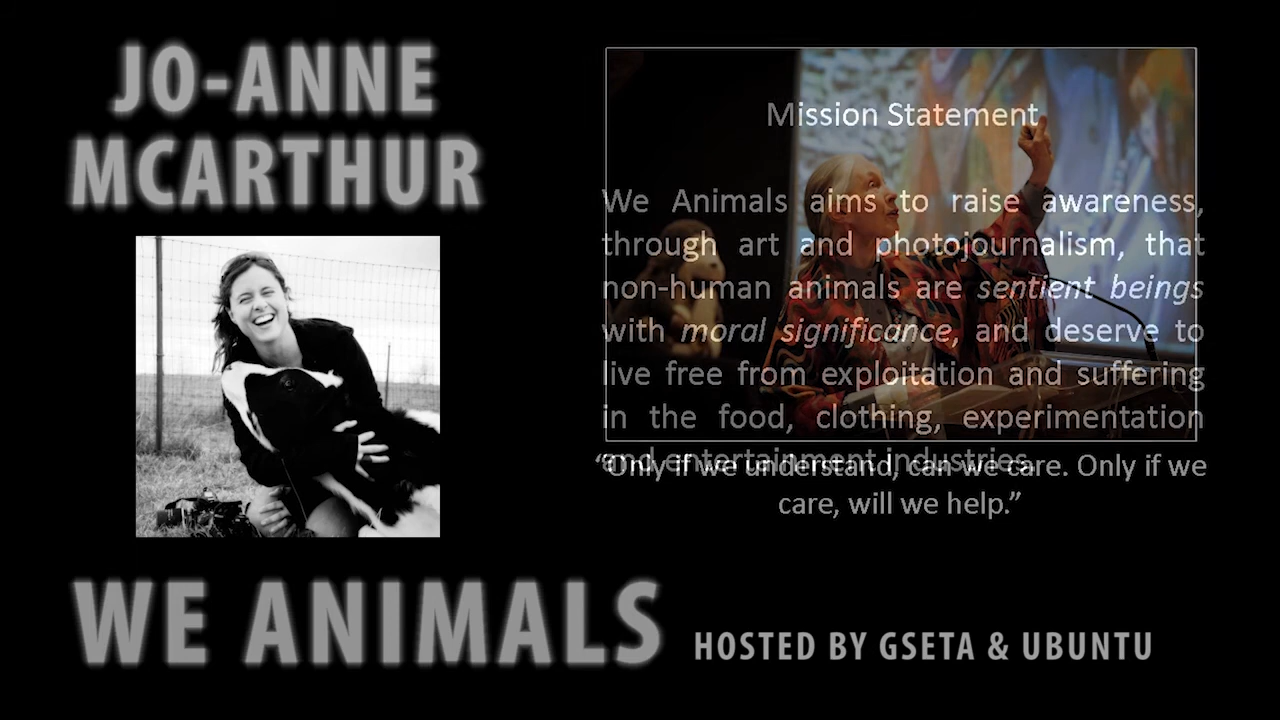 JO-ANNE
MCARTHUR
Mission Statement
We Animals aims to raise awareness,
through art and photojournalism, that
non-human animals are sentient beings
with moral significance, and deserve to
live free from exploitation and suffering
in the food, clothing, experimentation
and entertainment industries.
“Only if we understand, can we care. Only if we
care, will we help.”
WE ANIMALS
HOSTED BY GSETA & UBUNTU